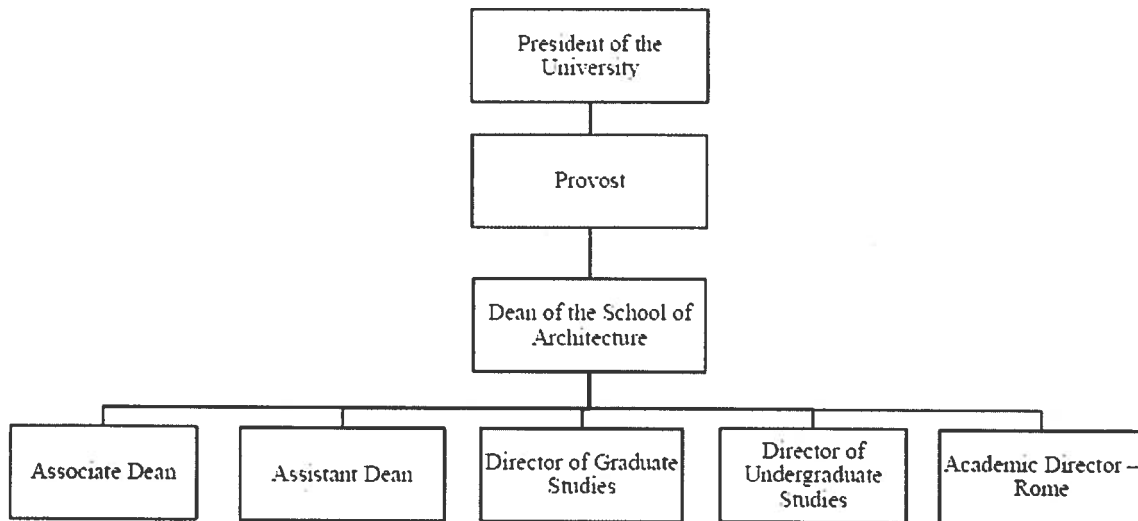 President of the
University
Provost
Dean of the School of
Architecture
Associate Dean
Assistant Dean
Director of Graduate
Studies
Director of
Undergraduate
Studies
Academic Director –
Rome